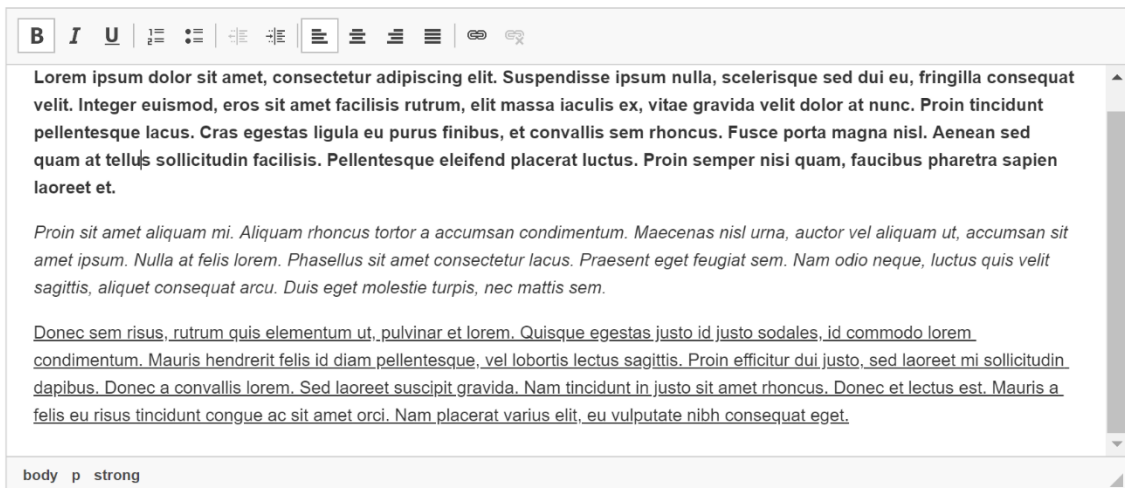 B I U
Lorem ipsum dolor sit amet, consectetur adipiscing elit. Suspendisse ipsum nulla, scelerisque sed dui eu, fringilla consequat
velit. Integer euismod, eros sit amet facilisis rutrum, elit massa iaculis ex, vitae gravida velit dolor at nunc. Proin tincidunt
pellentesque lacus. Cras egestas ligula eu purus finibus, et convallis sem rhoncus. Fusce porta magna nisl. Aenean sed
quam at tellus sollicitudin facilisis. Pellentesque eleifend placerat luctus. Proin semper nisi quam, faucibus pharetra sapien
laoreet et.
Proin sit amet aliquam mi. Aliquam rhoncus tortor a accumsan condimentum. Maecenas nisl urna, auctor vel aliquam ut, accumsan sit
amet ipsum. Nulla at felis lorem. Phasellus sit amet consectetur lacus. Praesent eget feugiat sem. Nam odio neque, luctus quis velit
sagittis, aliquet consequat arcu. Duis eget molestie turpis, nec mattis sem.
Donec sem risus, rutrum quis elementum ut, pulvinar et lorem. Quisque egestas justo id justo sodales, id commodo lorem
condimentum. Mauris hendrerit felis id diam pellentesque, vel lobortis lectus sagittis. Proin efficitur dui justo, sed laoreet mi sollicitudin
dapibus. Donec a convallis lorem. Sed laoreet suscipit gravida. Nam tincidunt in justo sit amet rhoncus. Donec et lectus est. Mauris a
felis eu risus tincidunt congue ac sit amet orci. Nam placerat varius elit, eu vulputate nibh consequat eget.
body p strong